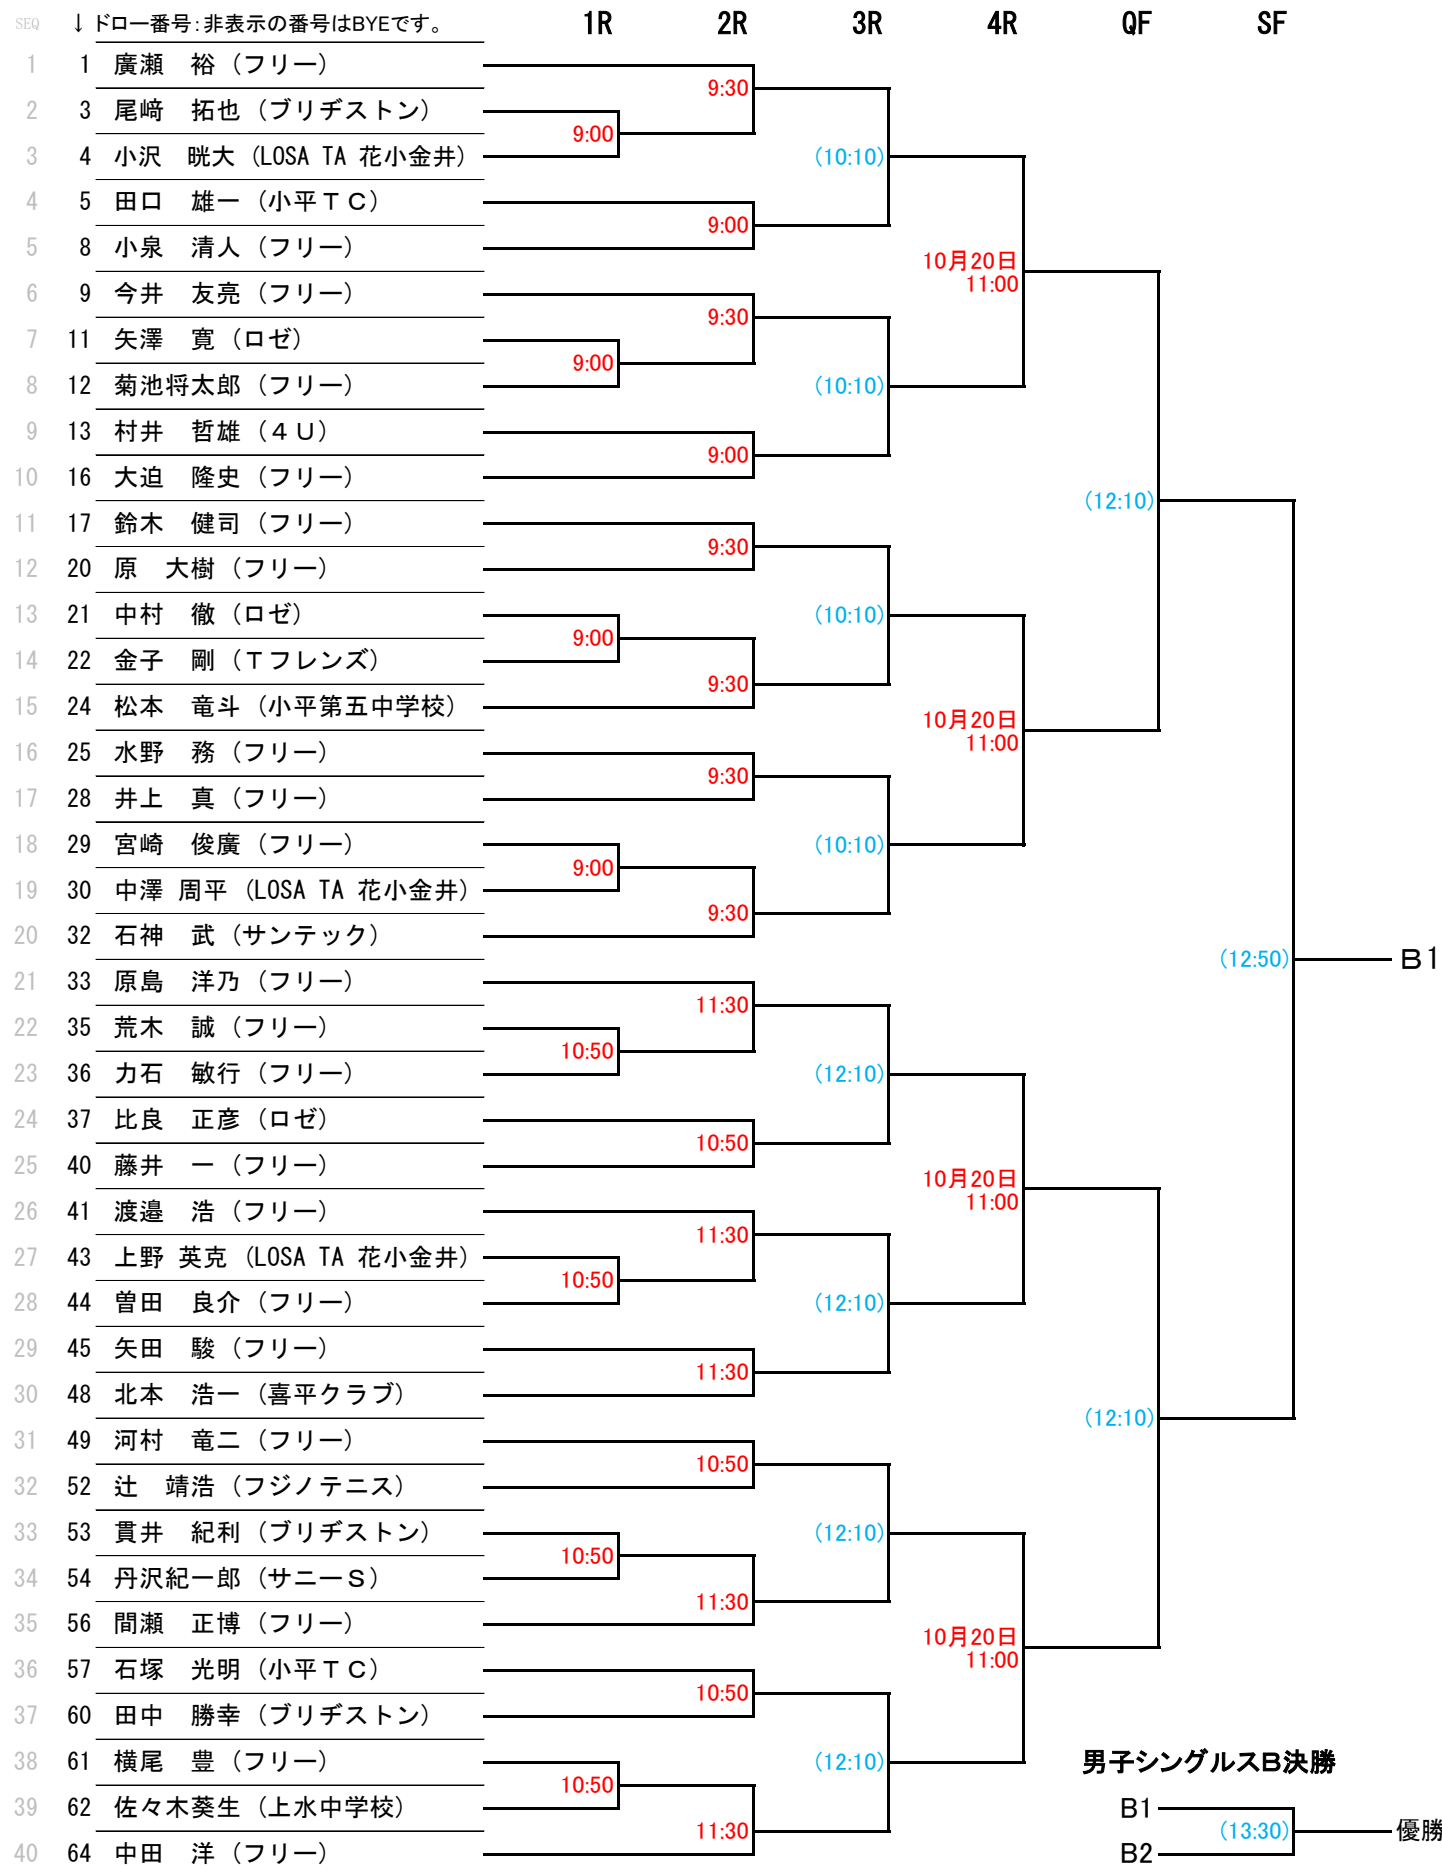 SEQ ↓ ドロー番号:非表示の番号はBYEです。 1R 2R 3R 4R QF SF
1 1 廣瀬 裕 (フリー)
9:30
2 3 尾﨑 拓也 (ブリヂストン)
9:00
3 4 小沢 晄大 (LOSA TA 花小金井) (10:10)
4 5 田口 雄一 (小平TC)
9:00
5 8 小泉 清人 (フリー)
10月20日
11:00
6 9 今井 友亮 (フリー)
9:30
7 11 矢澤 寛 (ロゼ)
9:00
8 12 菊池将太郎 (フリー) (10:10)
9 13 村井 哲雄 (4U)
9:00
10 16 大迫 隆史 (フリー)
(12:10)
11 17 鈴木 健司 (フリー)
9:30
12 20 原 大樹 (フリー)
13 21 中村 徹 (ロゼ) (10:10)
9:00
14 22 金子 剛 (Tフレンズ)
9:30
15 24 松本 竜斗 (小平第五中学校)
10月20日
11:00
16 25 水野 務 (フリー)
9:30
17 28 井上 真 (フリー)
18 29 宮崎 俊廣 (フリー) (10:10)
9:00
19 30 中澤 周平 (LOSA TA 花小金井)
9:30
20 32 石神 武 (サンテック)
(12:50) B1
21 33 原島 洋乃 (フリー)
11:30
22 35 荒木 誠 (フリー)
10:50
23 36 力石 敏行 (フリー) (12:10)
24 37 比良 正彦 (ロゼ)
10:50
25 40 藤井 一 (フリー)
10月20日
11:00
26 41 渡邉 浩 (フリー)
11:30
27 43 上野 英克 (LOSA TA 花小金井)
10:50
28 44 曽田 良介 (フリー) (12:10)
29 45 矢田 駿 (フリー)
11:30
30 48 北本 浩一 (喜平クラブ)
(12:10)
31 49 河村 竜二 (フリー)
10:50
32 52 辻 靖浩 (フジノテニス)
33 53 貫井 紀利 (ブリヂストン) (12:10)
10:50
34 54 丹沢紀一郎 (サニーS)
11:30
35 56 間瀬 正博 (フリー)
10月20日
11:00
36 57 石塚 光明 (小平TC)
10:50
37 60 田中 勝幸 (ブリヂストン)
38 61 横尾 豊 (フリー) (12:10) 男子シングルスB決勝
10:50
39 62 佐々木葵生 (上水中学校) B1
11:30 (13:30) 優勝
40 64 中田 洋 (フリー) B2